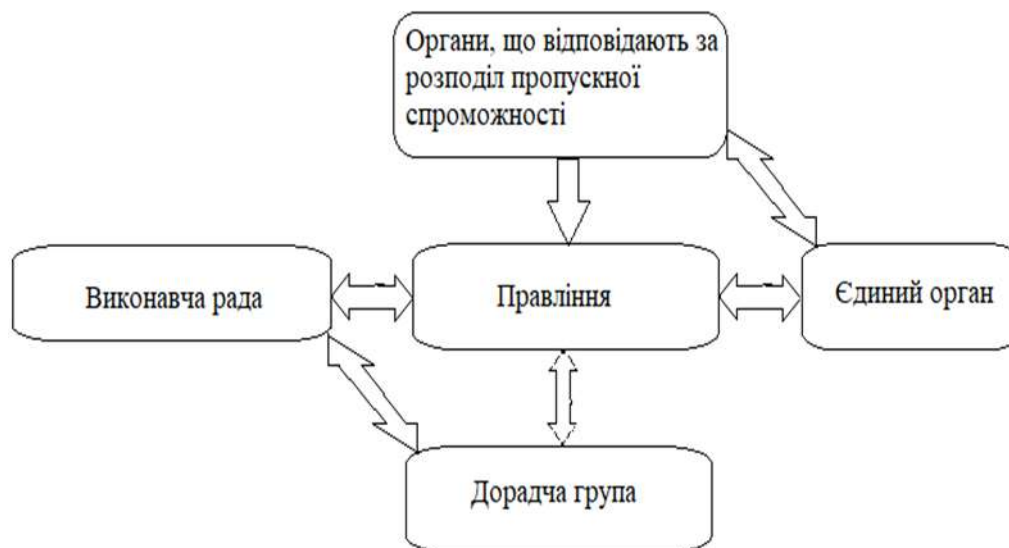 Органи, що відповідають за
розподіл пропускної
спроможності
Виконавча рада
Правління
Єдиний орган
Дорадча група